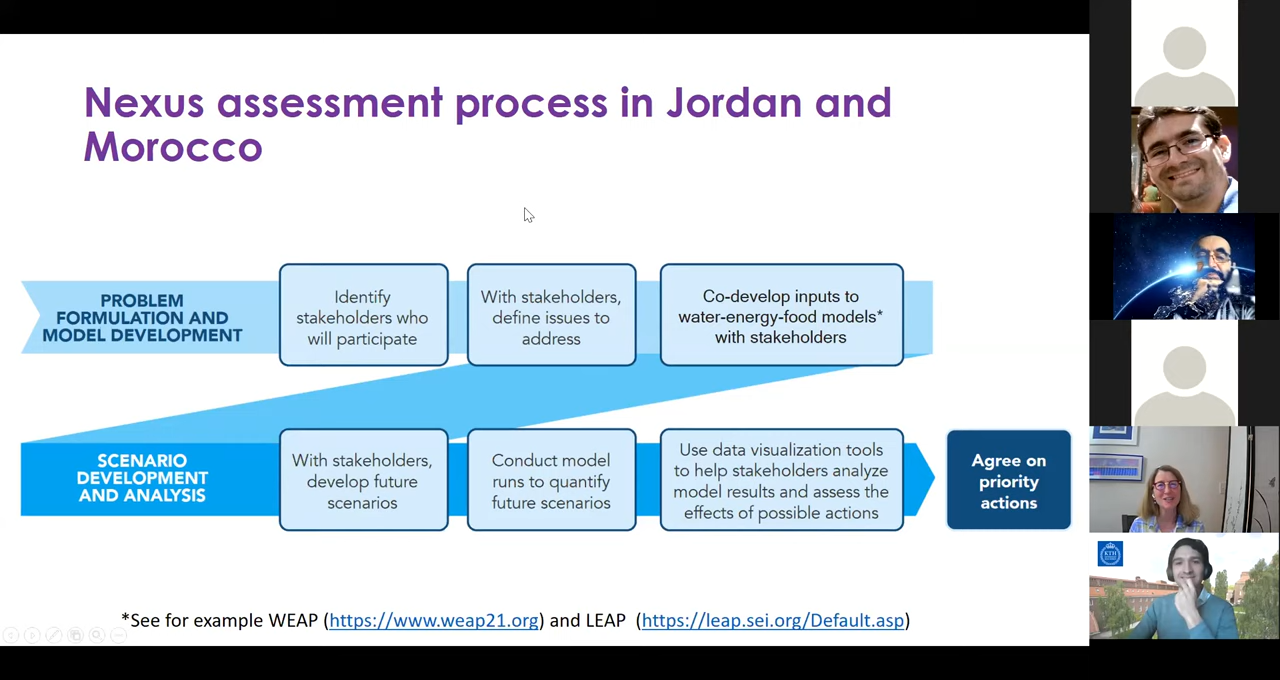 Nexus assessment process in Jordan and
Morocco
PROBLEM
FORMULATION AND
MODEL DEVELOPMENT
Identify
stakeholders who
will participate
With stakeholders,
define issues to
address
Co-develop inputs to
water-energy-food models*
with stakeholders
SCENARIO
DEVELOPMENT
AND ANALYSIS
With stakeholders,
develop future
scenarios
Conduct model
runs to quantify
future scenarios
Use data visualization tools
to help stakeholders analyze
model results and assess the
effects of possible actions
Agree on
priority
actions
*See for example WEAP (https://www.weap21.org) and LEAP (https://leap.sei.org/Default.asp)
KTH